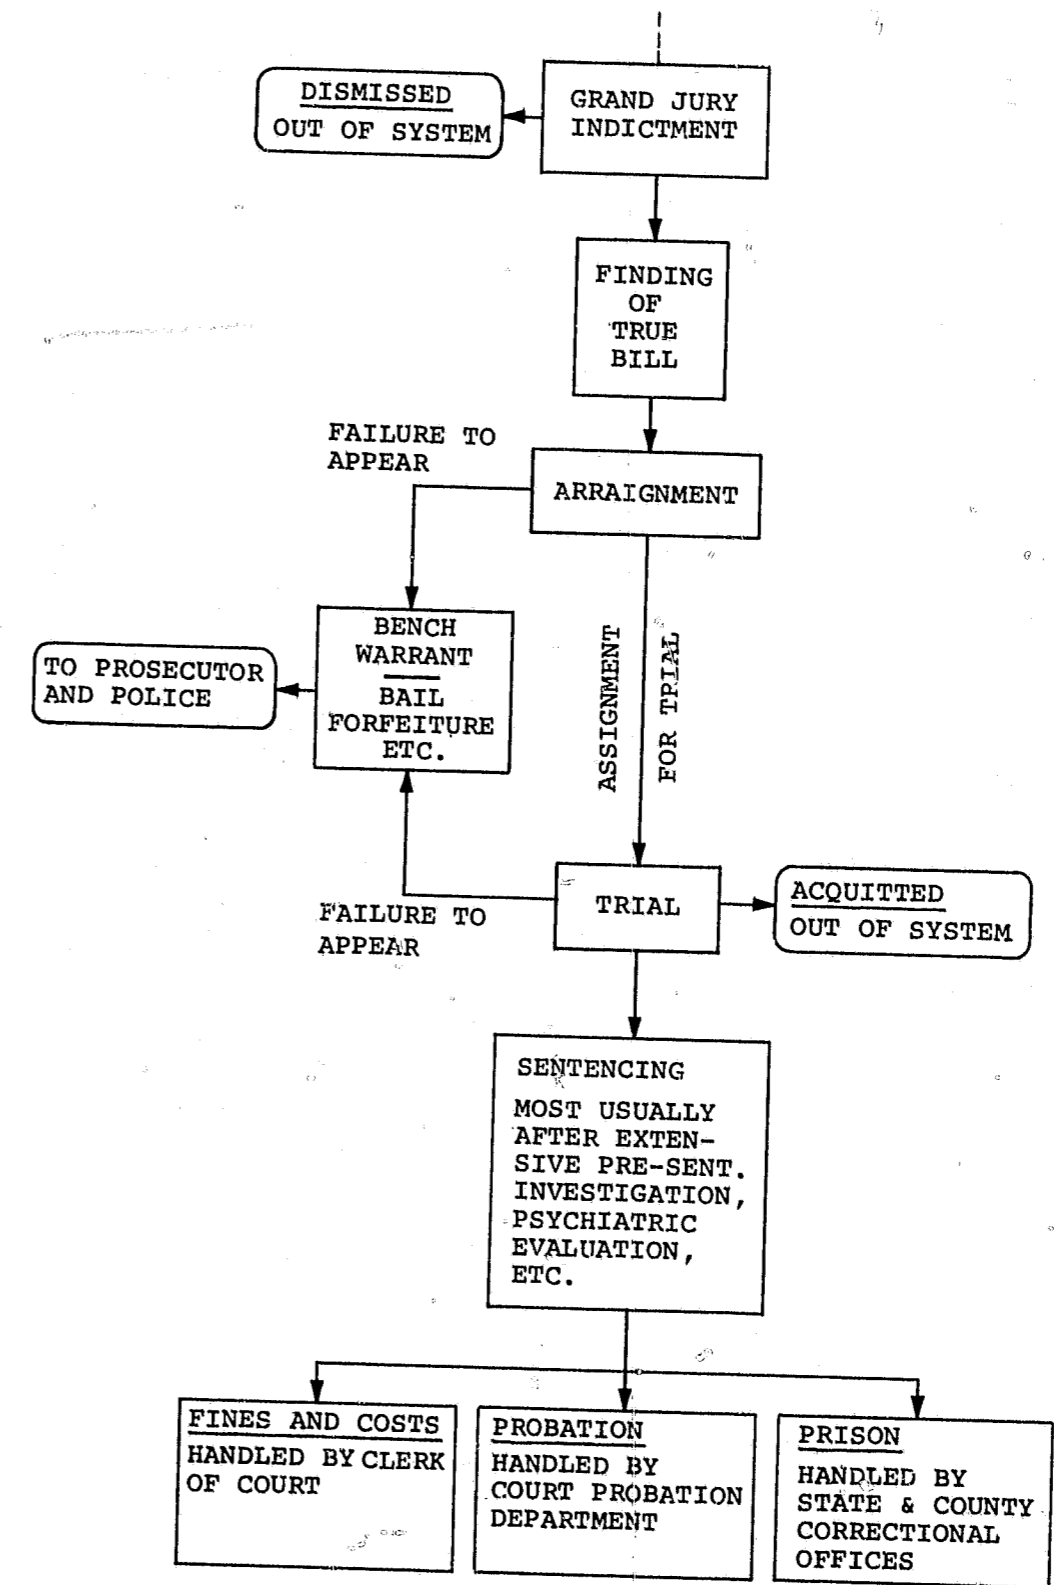 DISMISSED
OUT OF SYSTEM
GRAND JURY
INDICTMENT
FINDING
OF
TRUE
BILL
FAILURE TO
APPEAR
ARRAIGNMENT
BENCH
WARRANT
BAIL
FORFEITURE
ETC.
TO PROSECUTOR
AND POLICE
ASSIGNMENT
FOR TRIAL
TRIAL
ACQUITTED
OUT OF SYSTEM
FAILURE TO
APPEAR
SENTENCING
MOST USUALLY
AFTER EXTEN-
SIVE PRE-SENT.
INVESTIGATION,
PSYCHIATRIC
EVALUATION,
ETC.
FINES AND COSTS
HANDLED BY CLERK
OF COURT
PROBATION
HANDLED BY
COURT PROBATION
DEPARTMENT
PRISON
HANDLED BY
STATE & COUNTY
CORRECTIONAL
OFFICES